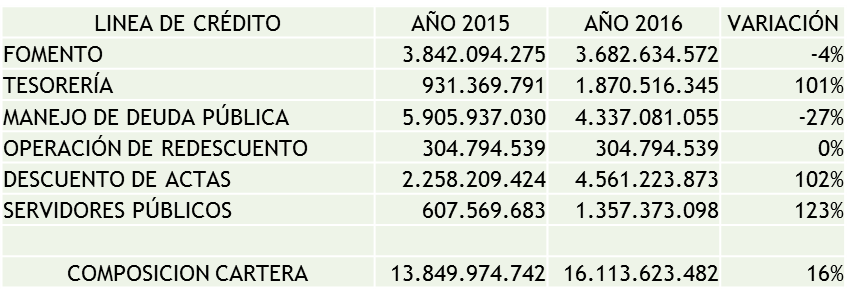 LINEA DE CRÉDITO AÑO 2015 AÑO 2016 VARIACIÓN
FOMENTO 3.842.094.275 3.682.634.572 -4%
TESORERÍA 931.369.791 1.870.516.345 101%
MANEJO DE DEUDA PÚBLICA 5.905.937.030 4.337.081.055 -27%
OPERACIÓN DE REDESCUENTO 304.794.539 304.794.539 0%
DESCUENTO DE ACTAS 2.258.209.424 4.561.223.873 102%
SERVIDORES PÚBLICOS 607.569.683 1.357.373.098 123%
COMPOSICION CARTERA 13.849.974.742 16.113.623.482 16%